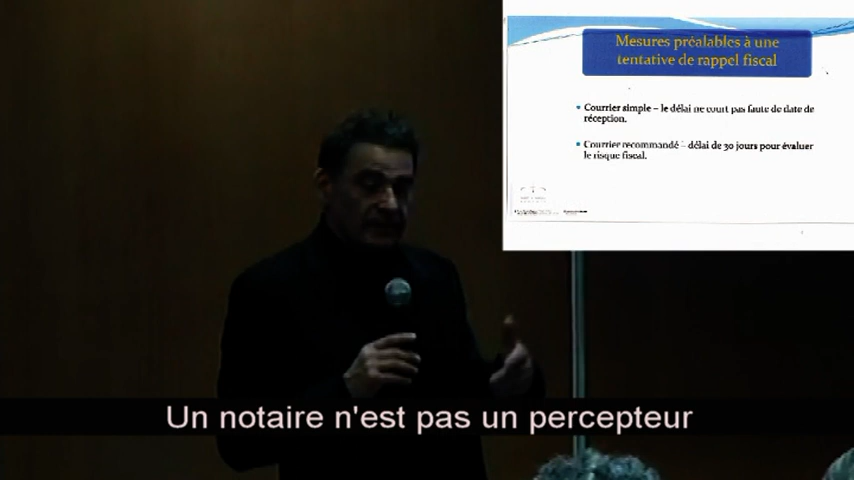 Mesures préalables à une
tentative de rappel fiscal
Courrier simple – le délai ne court pas faute de date de
réception.
Courrier recommandé – délai de 30 jours pour évaluer
le risque fiscal.
Un notaire n'est pas un percepteur